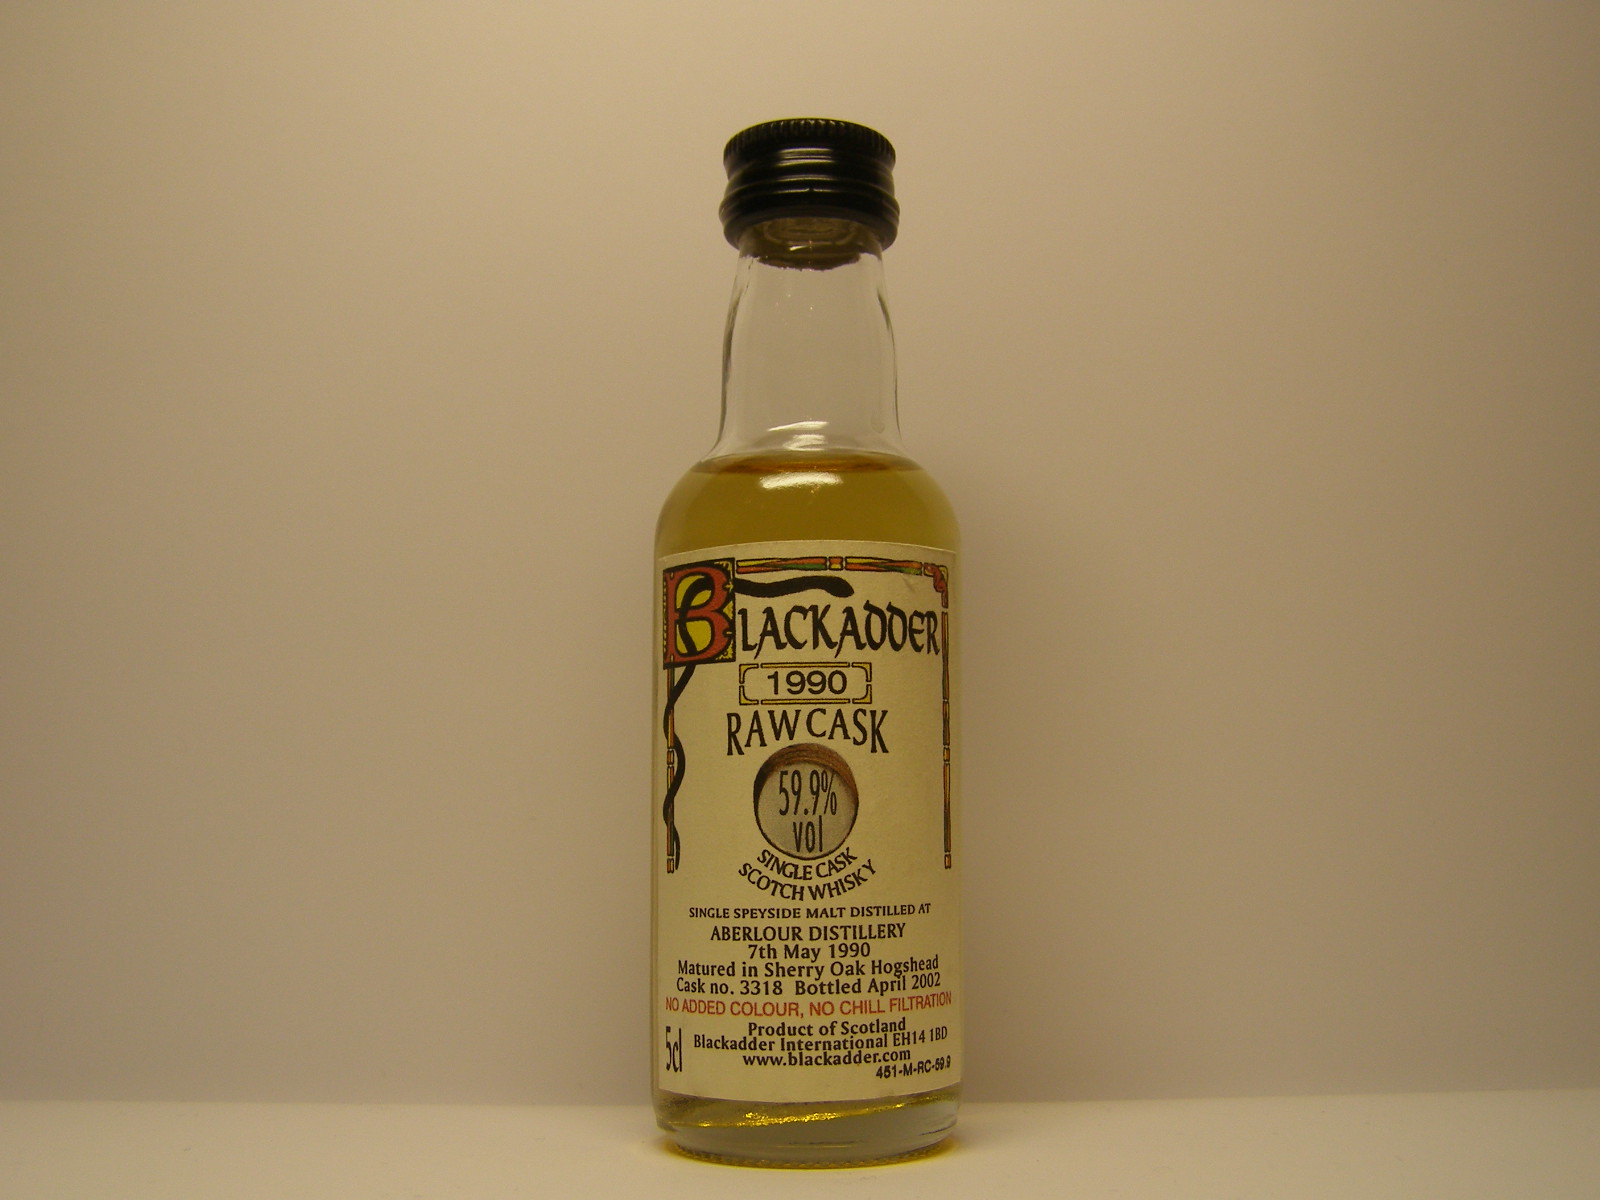 BLACKADDER
1990
RAW CASK
59.9%
vol
SINGLE CASK
SCOTCH WHISKY
SINGLE SPEYSIDE MALT DISTILLED AT
ABERLOUR DISTILLERY
7th May 1990
Matured in Sherry Oak Hogshead
Cask no. 3318 Bottled April 2002
NO ADDED COLOUR, NO CHILL FILTRATION
Product of Scotland
5cl Blackadder International EH14 1BD
www.blackadder.com
451-M-RC-59.9